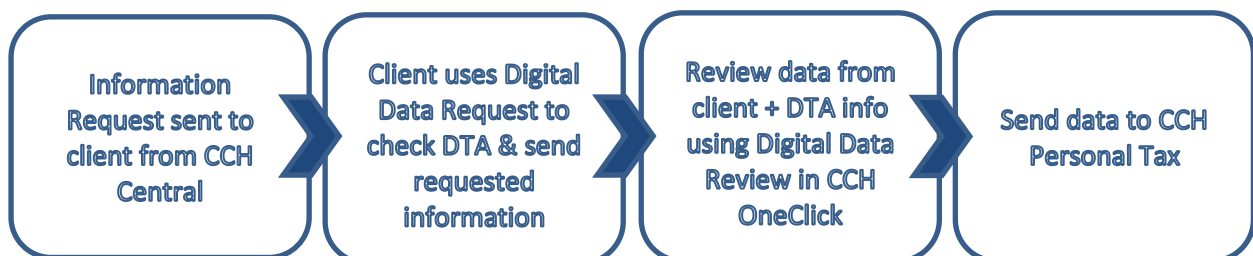 Information
Request sent to
client from CCH
Central
Client uses Digital
Data Request to
check DTA & send
requested
information
Review data from
client + DTA info
using Digital Data
Review in CCH
OneClick
Send data to CCH
Personal Tax